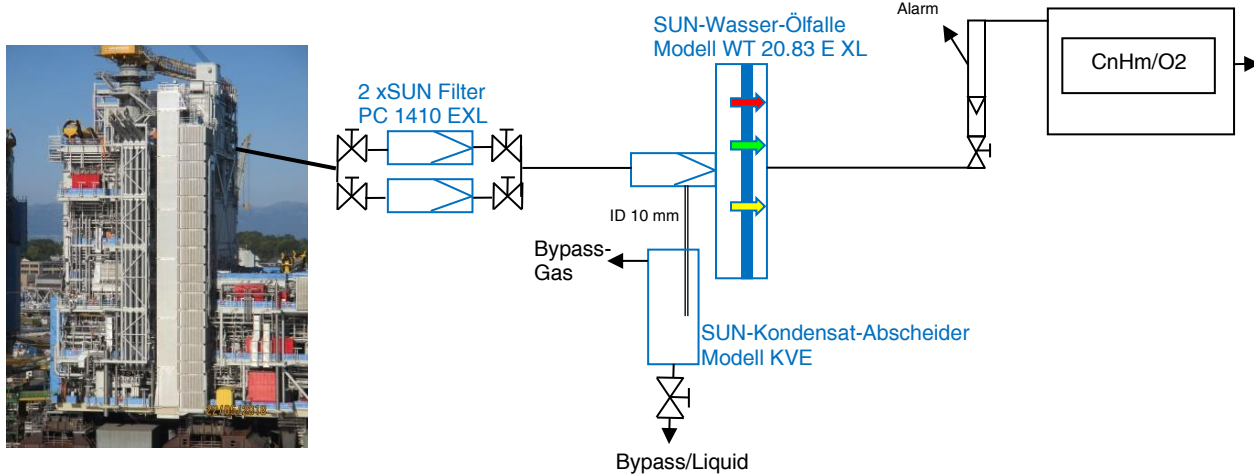 Alarm
SUN-Wasser-Ölfalle
Modell WT 20.83 E XL
CnHm/O2
2 xSUN Filter
PC 1410 EXL
ID 10 mm
Bypass-
Gas
SUN-Kondensat-Abscheider
Modell KVE
Bypass/Liquid